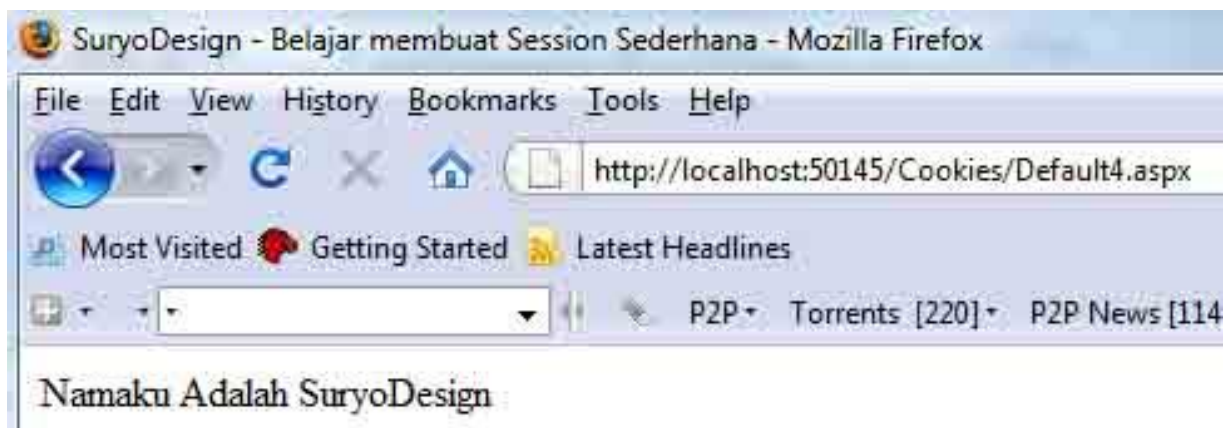 SuryoDesign - Belajar membuat Session Sederhana - Mozilla Firefox
File Edit View History Bookmarks Tools Help
http://localhost:50145/Cookies/Default4.aspx
Most Visited Getting Started Latest Headlines
P2P Torrents [220] P2P News [114
Namaku Adalah SuryoDesign